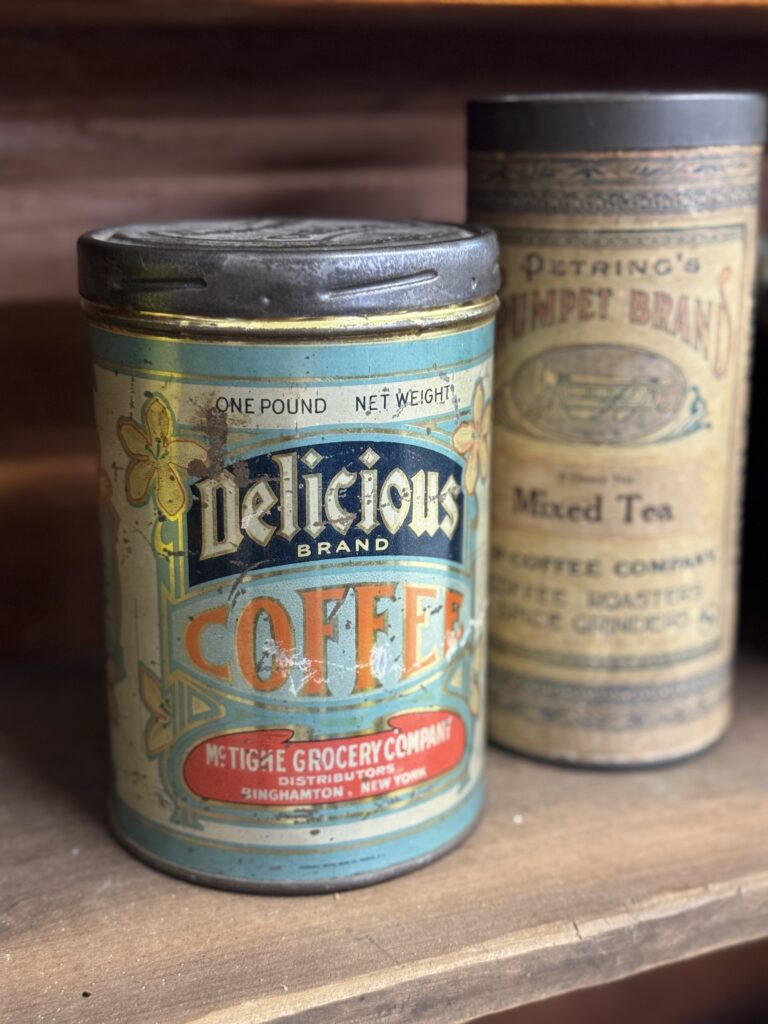 ONE POUND NET WEIGHT
Delicious
BRAND
COFFEE
McTIGHE GROCERY COMPANY
DISTRIBUTORS
BINGHAMTON, NEW YORK
PETRING'S
TRUMPET BRAND
Mixed Tea
COFFEE COMPANY
COFFEE ROASTERS
SPICE GRINDERS